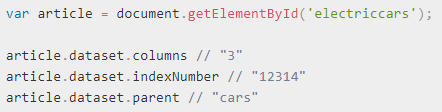 var article = document.getElementById('electriccars');
article.dataset.columns // "3"
article.dataset.indexNumber // "12314"
article.dataset.parent // "cars"